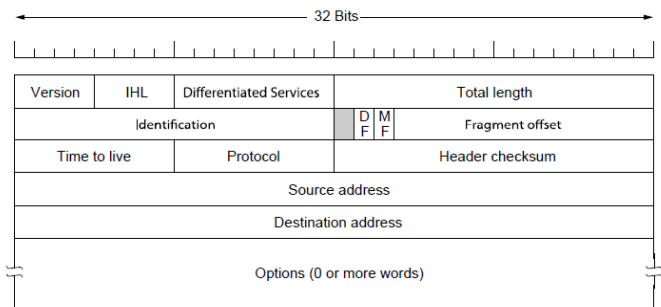 32 Bits
Version IHL Differentiated Services Total length
Identification D F M F Fragment offset
Time to live Protocol Header checksum
Source address
Destination address
Options (0 or more words)